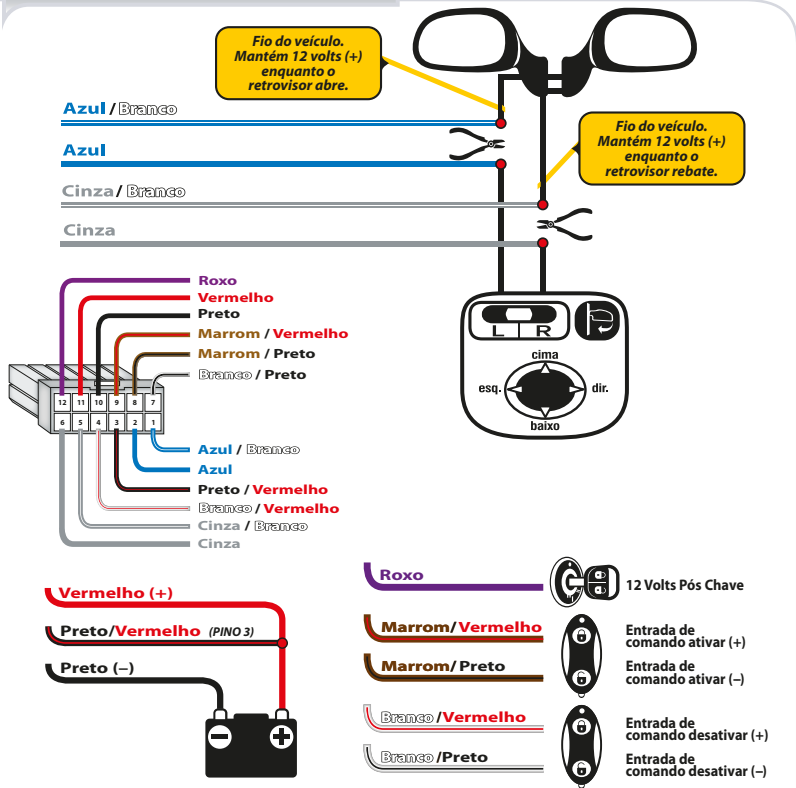 Fio do veículo.
Mantém 12 volts (+)
enquanto o
retrovisor abre.
Azul / Branco
Azul
Cinza / Branco
Cinza
Fio do veículo.
Mantém 12 volts (+)
enquanto o
retrovisor rebate.
L R
cima
esq. dir.
baixo
Roxo
Vermelho
Preto
Marrom / Vermelho
Marrom / Preto
Branco / Preto
12 11 10 9 8 7
6 5 4 3 2 1
Azul / Branco
Azul
Preto / Vermelho
Branco / Vermelho
Cinza / Branco
Cinza
Vermelho (+)
Preto/Vermelho (PINO 3)
Preto (–)
Roxo
12 Volts Pós Chave
Marrom/Vermelho
Entrada de
comando ativar (+)
Marrom/Preto
Entrada de
comando ativar (–)
Branco/Vermelho
Entrada de
comando desativar (+)
Branco/Preto
Entrada de
comando desativar (–)